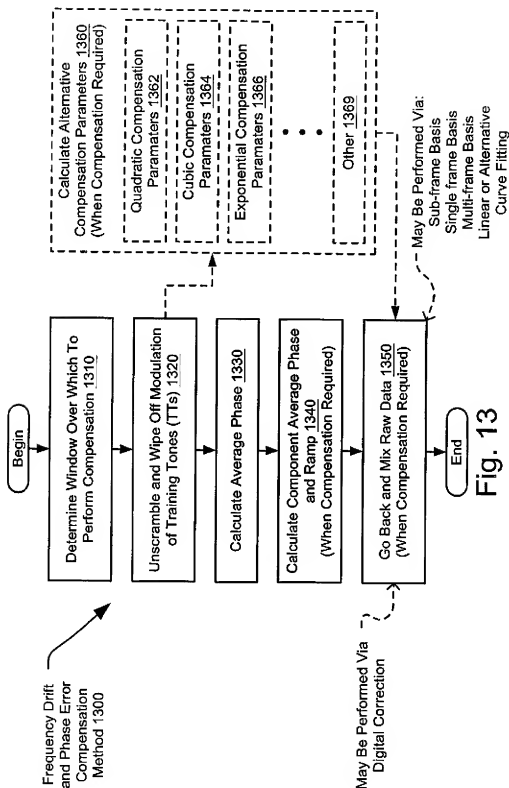 Frequency Drift
and Phase Error
Compensation
Method 1300
Begin
Determine Window Over Which To
Perform Compensation 1310
Unscramble and Wipe Off Modulation
of Training Tones (TTs) 1320
Calculate Average Phase 1330
Calculate Component Average Phase
and Ramp 1340
(When Compensation Required)
Go Back and Mix Raw Data 1350
(When Compensation Required)
End
May Be Performed Via
Digital Correction
Calculate Alternative
Compensation Parameters 1360
(When Compensation Required)
Quadratic Compensation
Paramaters 1362
Cubic Compensation
Paramaters 1364
Exponential Compensation
Paramaters 1366
Other 1369
May Be Performed Via:
Sub-frame Basis
Single frame Basis
Multi-frame Basis
Linear or Alternative
Curve Fitting
Fig. 13